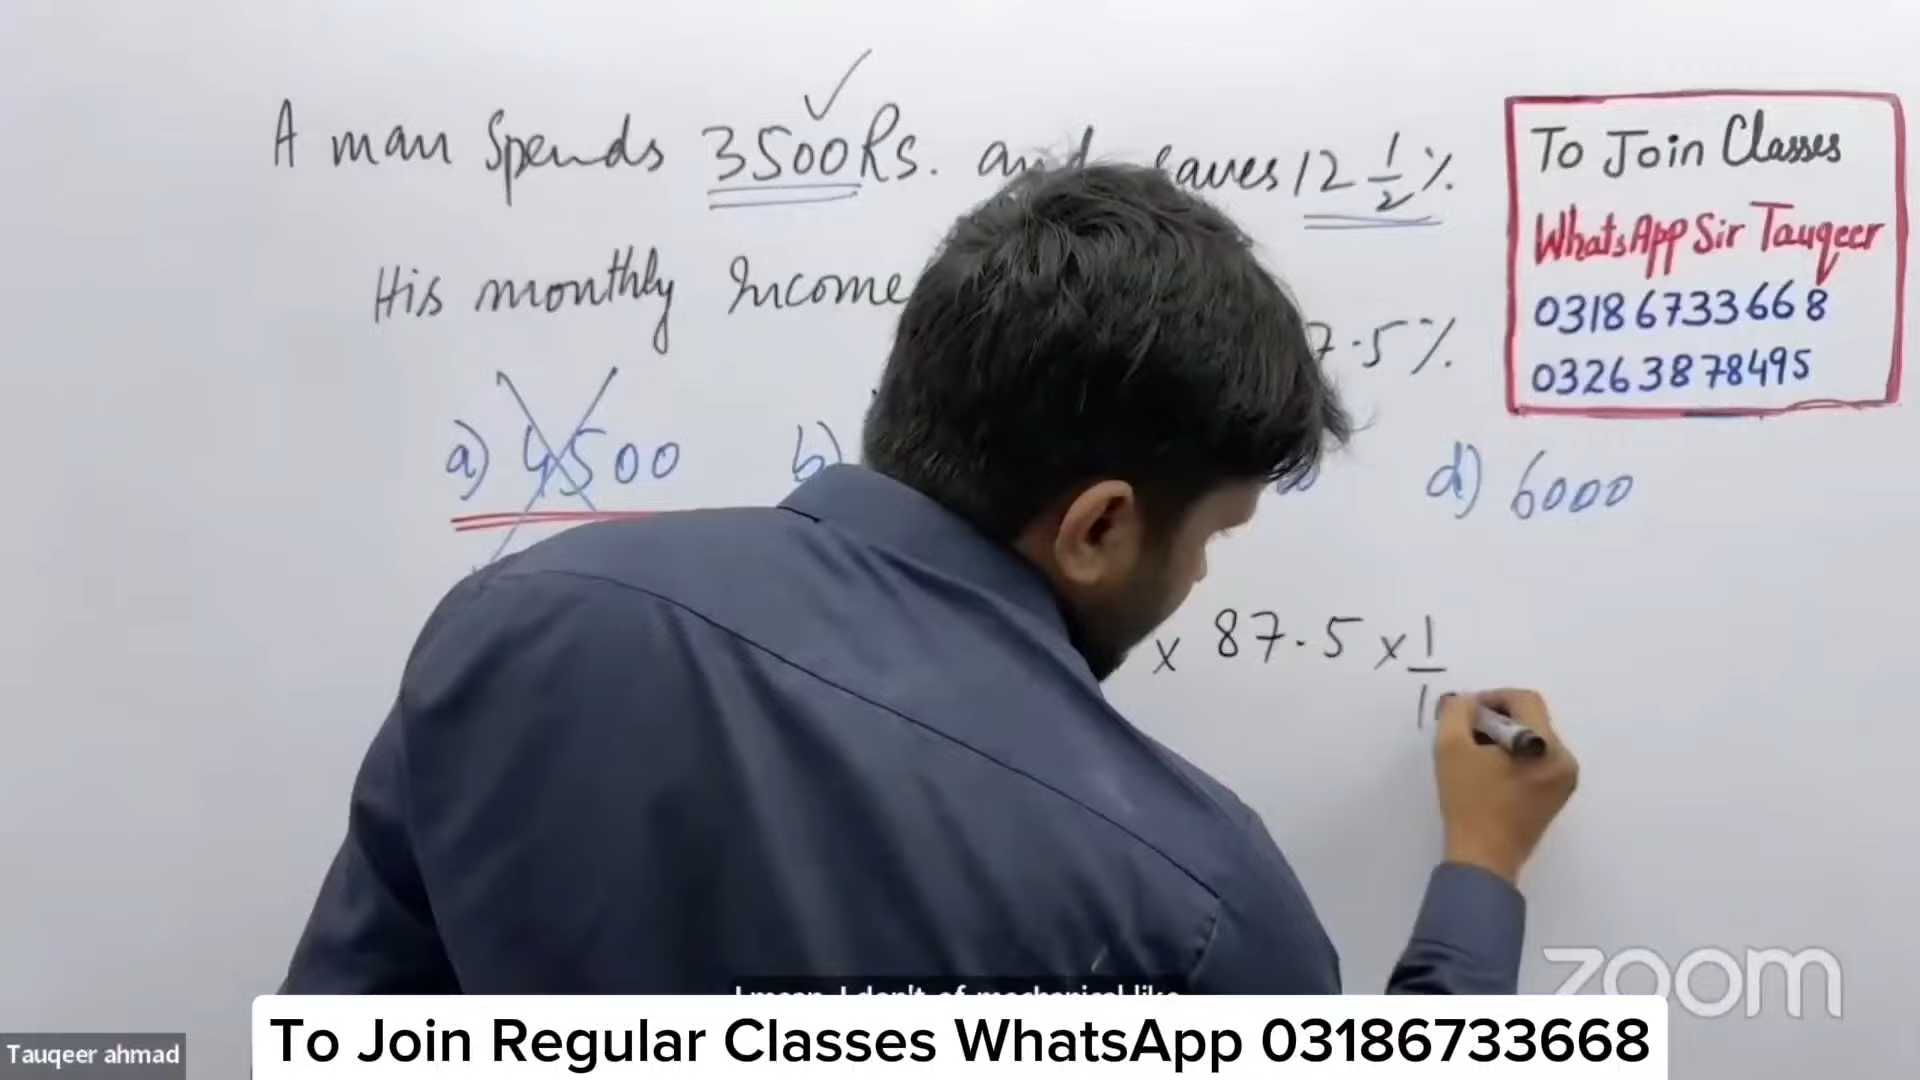 A man Spends 3500Rs. and saves 12 1/2 %
His monthly Income
7.5%
a) 4500 b) d) 6000
x 87.5 x 1/10
To Join Classes
WhatsApp Sir Tauqeer
03186733668
03263878495
zoom
To Join Regular Classes WhatsApp 03186733668
Tauqeer ahmad